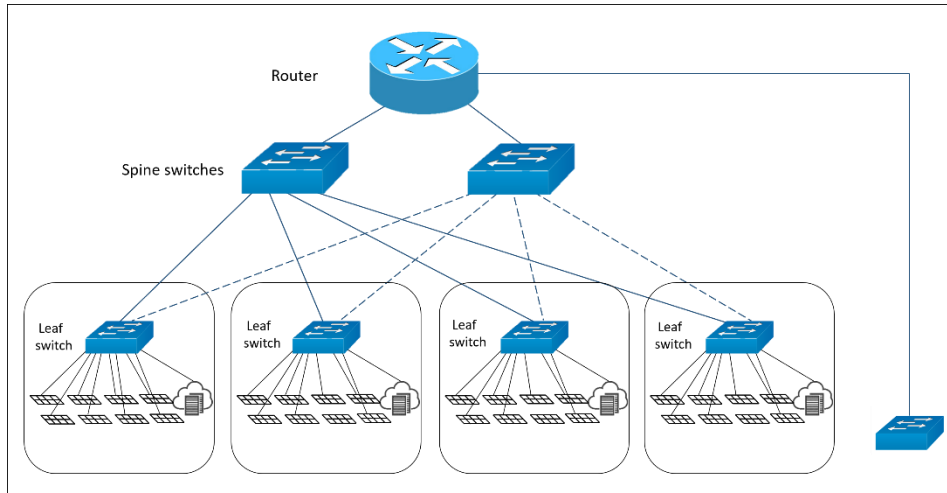 Router
Spine switches
Leaf
switch
Leaf
switch
Leaf
switch
Leaf
switch